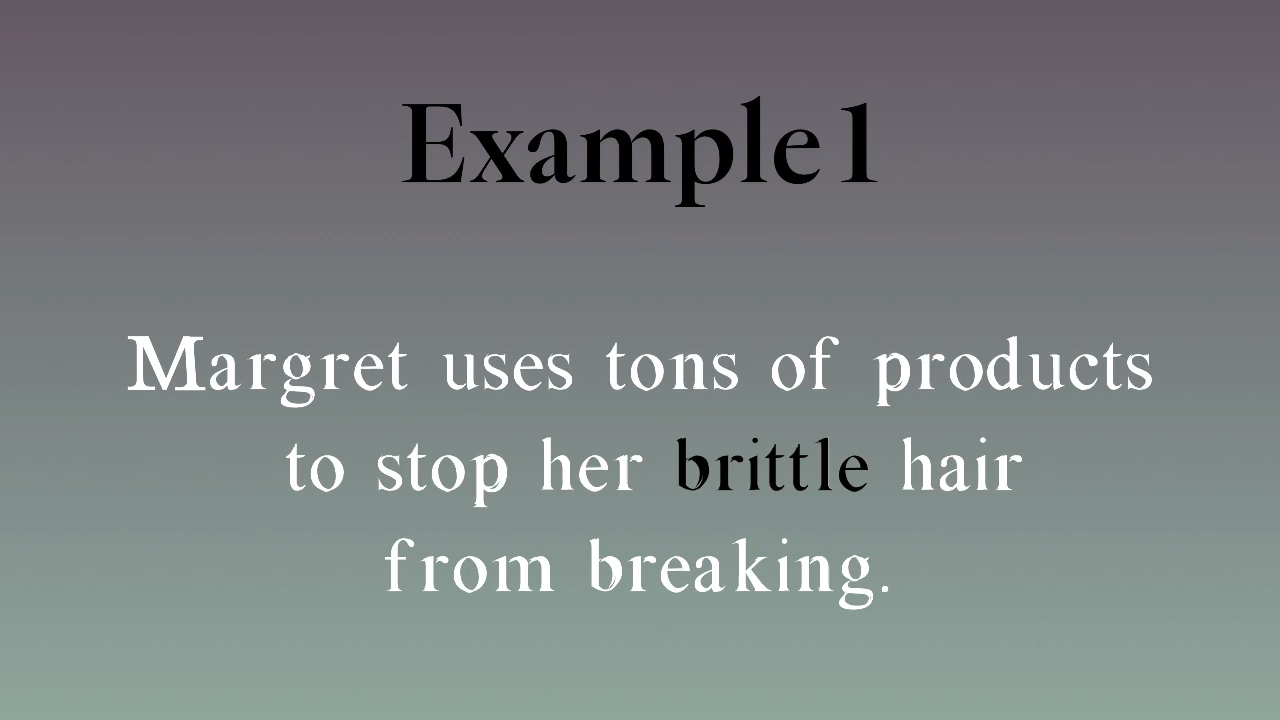 Example 1
Margret uses tons of products
to stop her brittle hair
from breaking.